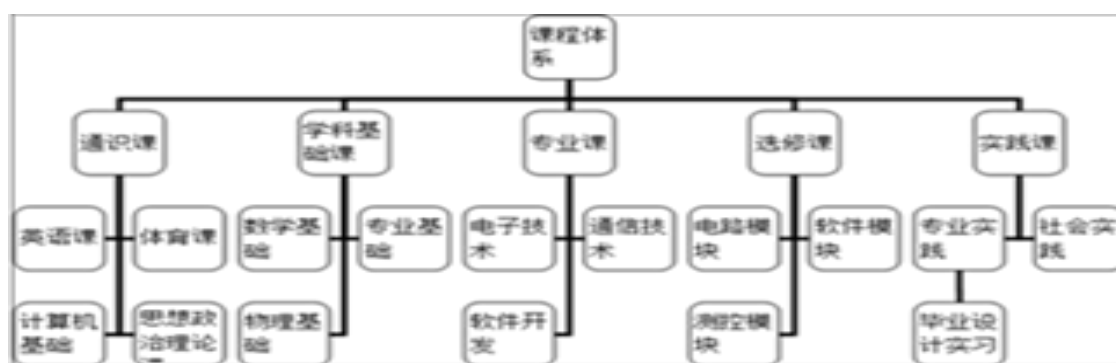 课程体
系
通识课
学科基
础课
专业课
选修课
实践课
英语课
体育课
数学基
础
专业基
础
电子技
术
通信技
术
电路模
块
软件模
块
专业实
践
社会实
践
计算机
基础
思想政
治理论
物理基
础
软件开
发
测控模
块
毕业设
计实习